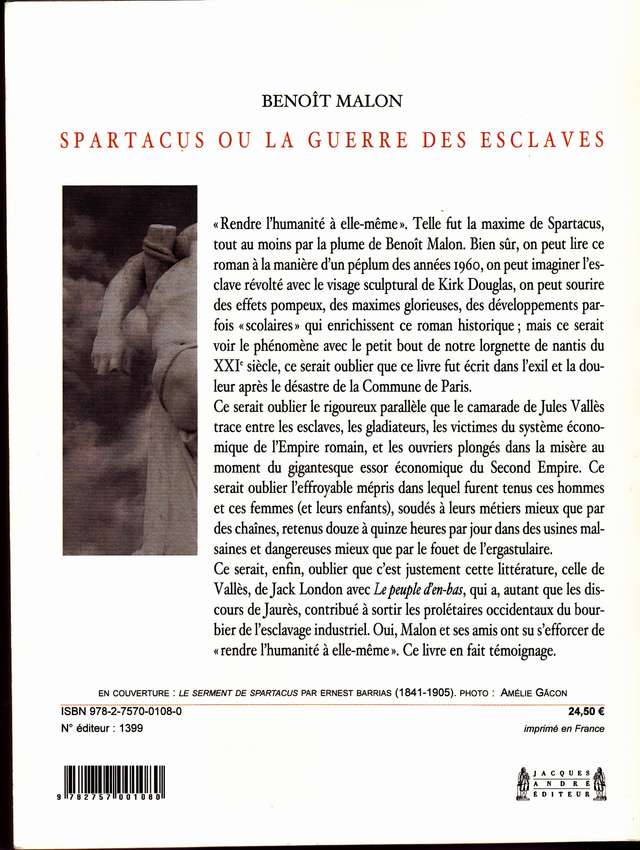 BENOÎT MALON
SPARTACUS OU LA GUERRE DES ESCLAVES
« Rendre l'humanité à elle-même ». Telle fut la maxime de Spartacus,
tout au moins par la plume de Benoît Malon. Bien sûr, on peut lire ce
roman à la manière d'un péplum des années 1960, on peut imaginer l'es-
clave révolté avec le visage sculptural de Kirk Douglas, on peut sourire
des effets pompeux, des maximes glorieuses, des développements par-
fois « scolaires » qui enrichissent ce roman historique ; mais ce serait
voir le phénomène avec le petit bout de notre lorgnette de nantis du
XXIe siècle, ce serait oublier que ce livre fut écrit dans l'exil et la dou-
leur après le désastre de la Commune de Paris.
Ce serait oublier le rigoureux parallèle que le camarade de Jules Vallès
trace entre les esclaves, les gladiateurs, les victimes du système écono-
mique de l'Empire romain, et les ouvriers plongés dans la misère au
moment du gigantesque essor économique du Second Empire. Ce
serait oublier l'effroyable mépris dans lequel furent tenus ces hommes
et ces femmes (et leurs enfants), soudés à leurs métiers mieux que par
des chaînes, retenus douze à quinze heures par jour dans des usines mal-
saines et dangereuses mieux que par le fouet de l'ergastulaire.
Ce serait, enfin, oublier que c'est justement cette littérature, celle de
Vallès, de Jack London avec Le peuple d'en-bas, qui a, autant que les dis-
cours de Jaurès, contribué à sortir les prolétaires occidentaux du bour-
bier de l'esclavage industriel. Oui, Malon et ses amis ont su s'efforcer de
« rendre l'humanité à elle-même ». Ce livre en fait témoignage.
EN COUVERTURE : LE SERMENT DE SPARTACUS PAR ERNEST BARRIAS (1841-1905). PHOTO : AMÉLIE GÂCON
ISBN 978-2-7570-0108-0
24,50 €
N° éditeur : 1399
imprimé en France
9 782757 001080
JACQUES
ANDRÉ
ÉDITEUR